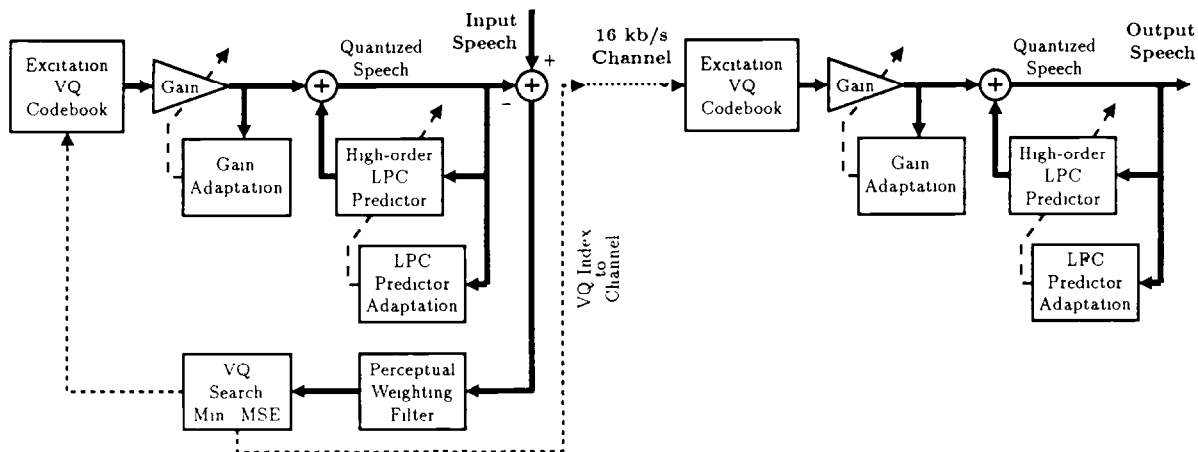 Excitation
VQ
Codebook
Gain
Gain
Adaptation
Quantized
Speech
Input
Speech
+
−
High-order
LPC
Predictor
LPC
Predictor
Adaptation
VQ
Search
Min MSE
Perceptual
Weighting
Filter
VQ Index
to
Channel
16 kb/s
Channel
Excitation
VQ
Codebook
Gain
Gain
Adaptation
Quantized
Speech
Output
Speech
High-order
LPC
Predictor
LPC
Predictor
Adaptation